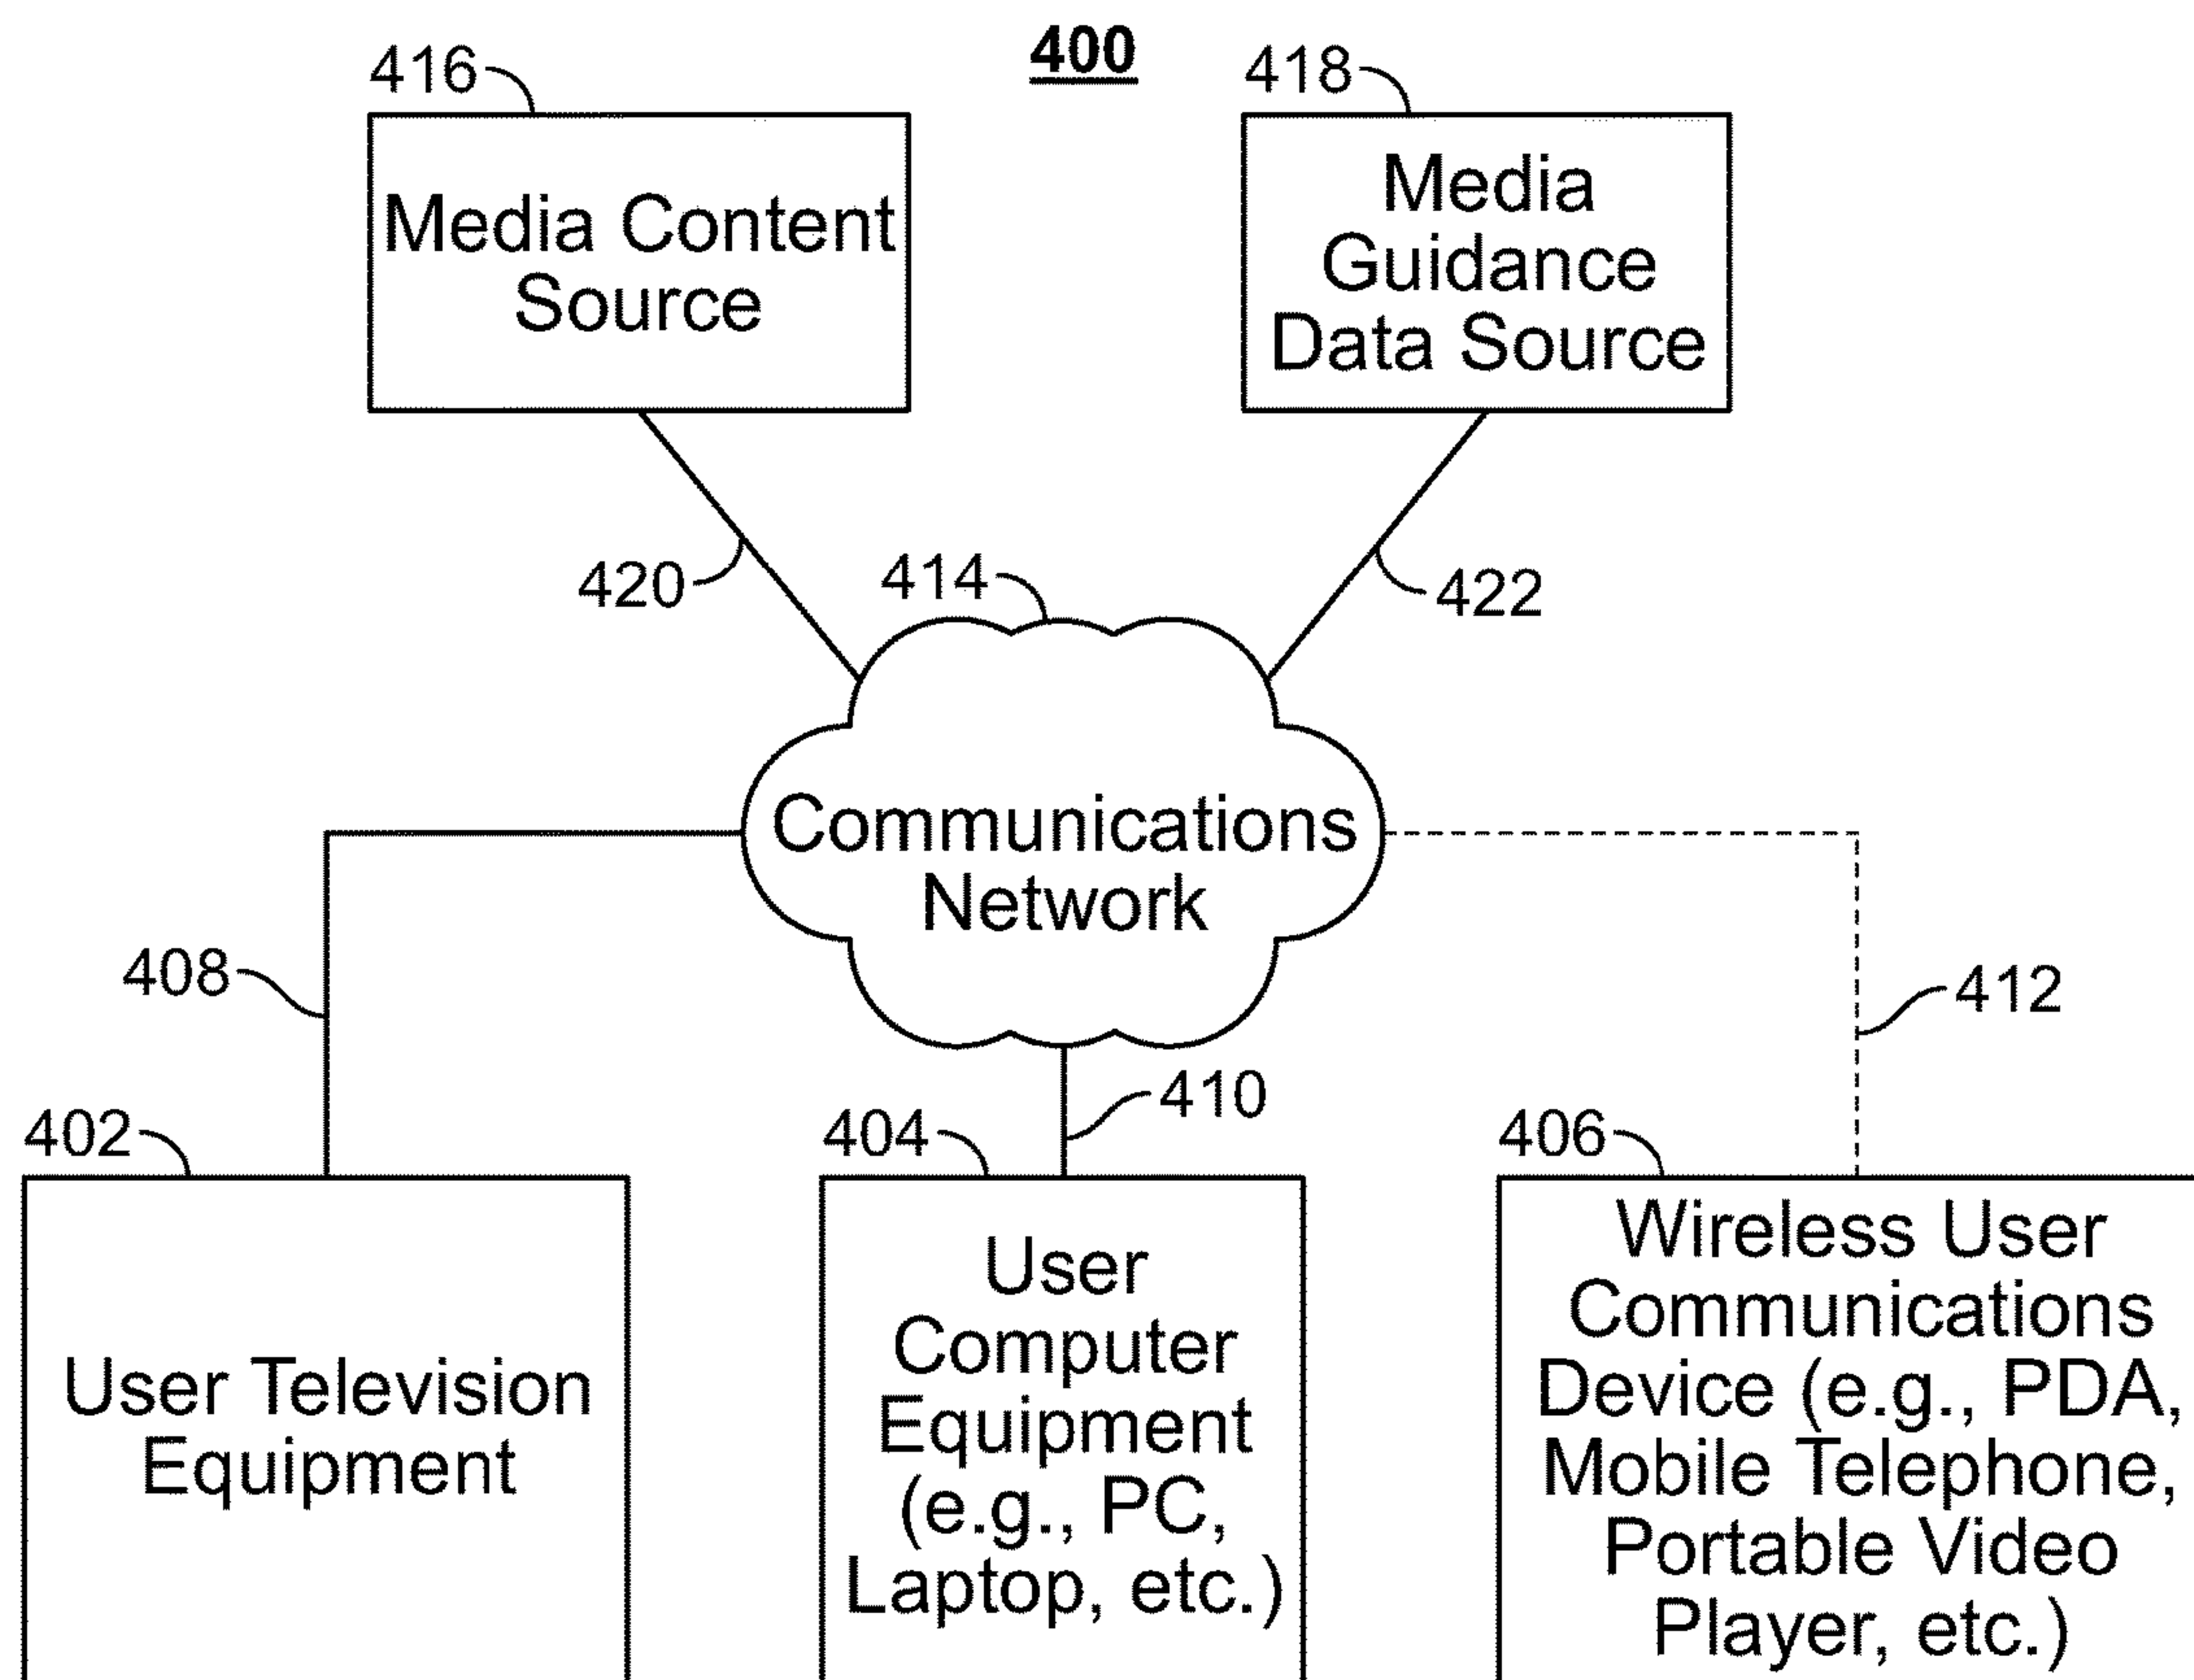 400
416
418
Media Content
Source
Media
Guidance
Data Source
420
414
422
Communications
Network
408
412
410
402
404
406
User Television
Equipment
User
Computer
Equipment
(e.g., PC,
Laptop, etc.)
Wireless User
Communications
Device (e.g., PDA,
Mobile Telephone,
Portable Video
Player, etc.)